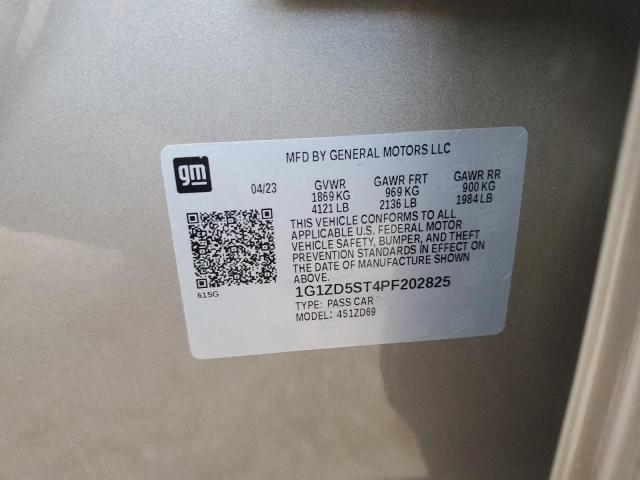 gm
MFD BY GENERAL MOTORS LLC
04/23 GVWR GAWR FRT GAWR RR
1869 KG 969 KG 900 KG
4121 LB 2136 LB 1984 LB
THIS VEHICLE CONFORMS TO ALL
APPLICABLE U.S. FEDERAL MOTOR
VEHICLE SAFETY, BUMPER, AND THEFT
PREVENTION STANDARDS IN EFFECT ON
THE DATE OF MANUFACTURE SHOWN
ABOVE.
1G1ZD5ST4PF202825
615G
TYPE: PASS CAR
MODEL: 451ZD69